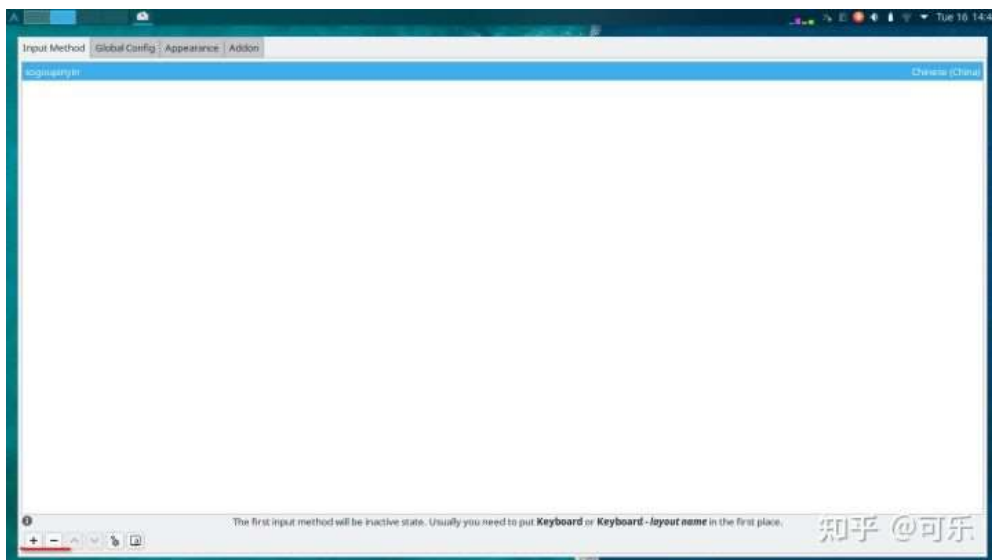 Tue 16 14:4
Input Method Global Config Appearance Addon
sogoupinyin Chinese (China)
The first input method will be inactive state. Usually you need to put Keyboard or Keyboard - layout name in the first place.
知乎 @可乐